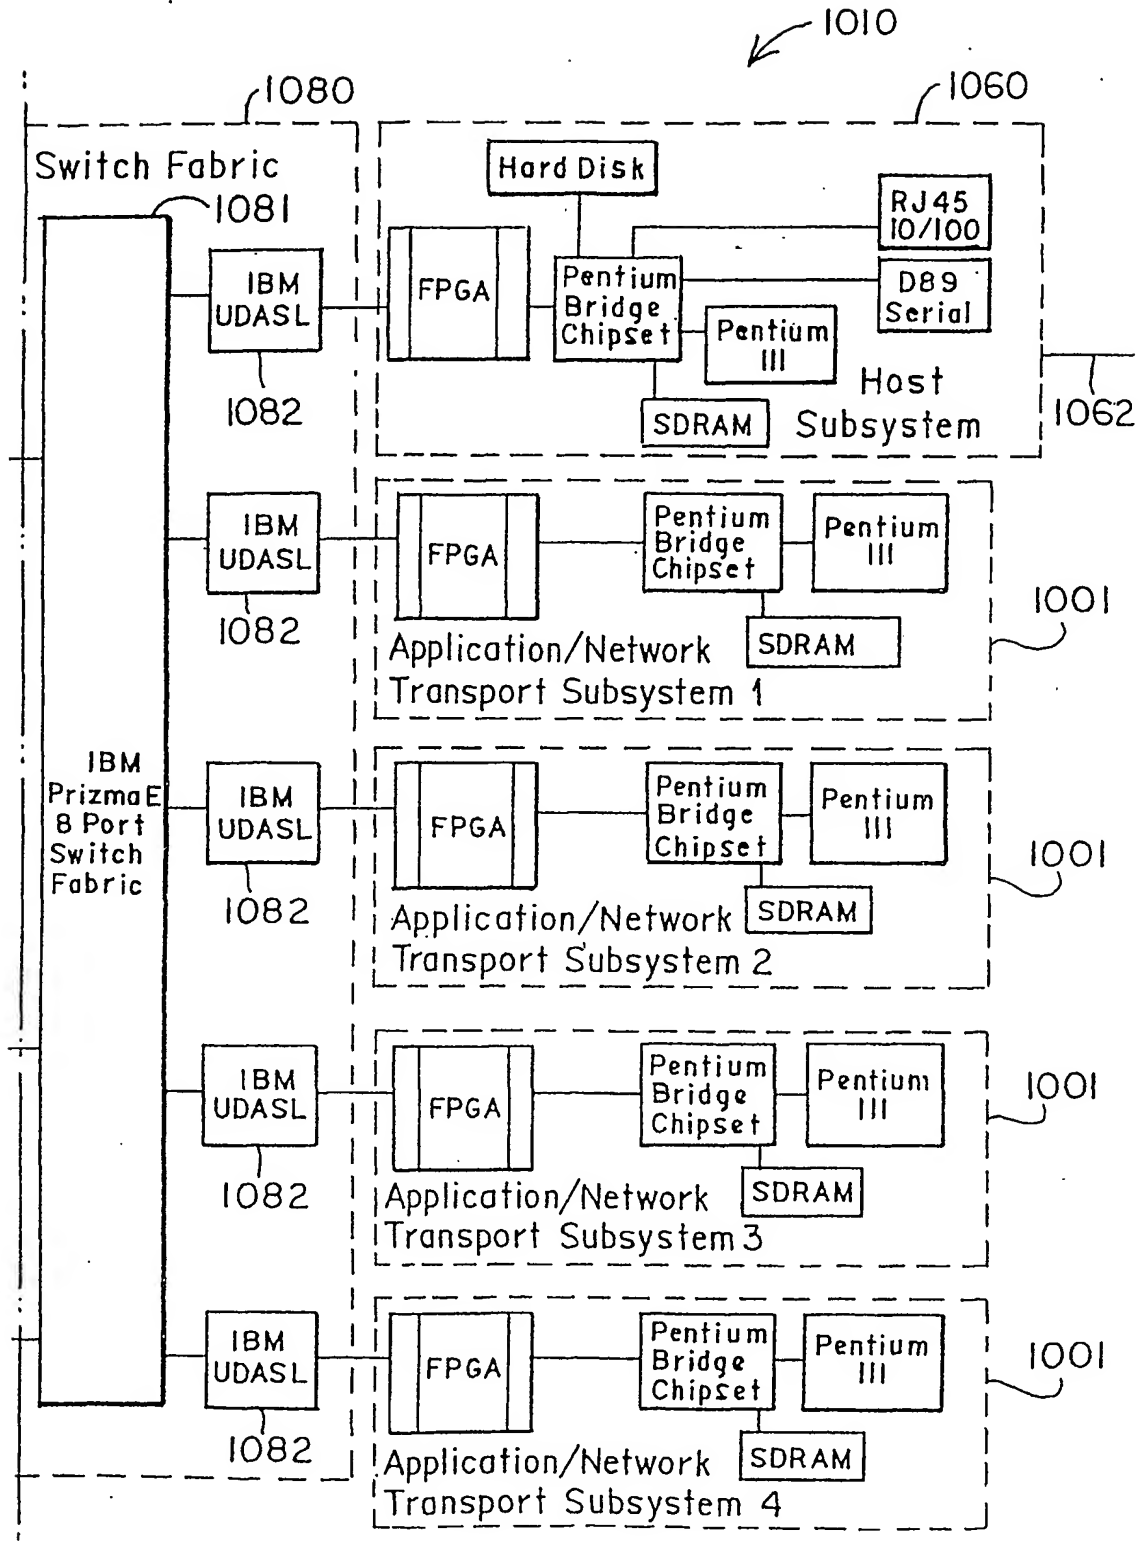 1010
1080
1060
Switch Fabric
1081
Hard Disk
RJ45
10/100
IBM
UDASL
FPGA
Pentium
Bridge
Chipset
D89
Serial
Pentium
III
1082
SDRAM
Host
Subsystem
1062
IBM
UDASL
FPGA
Pentium
Bridge
Chipset
Pentium
III
1082
SDRAM
1001
Application/Network
Transport Subsystem 1
IBM
PrizmaE
8 Port
Switch
Fabric
IBM
UDASL
FPGA
Pentium
Bridge
Chipset
Pentium
III
1082
SDRAM
1001
Application/Network
Transport Subsystem 2
IBM
UDASL
FPGA
Pentium
Bridge
Chipset
Pentium
III
1082
SDRAM
1001
Application/Network
Transport Subsystem 3
IBM
UDASL
FPGA
Pentium
Bridge
Chipset
Pentium
III
1082
SDRAM
1001
Application/Network
Transport Subsystem 4